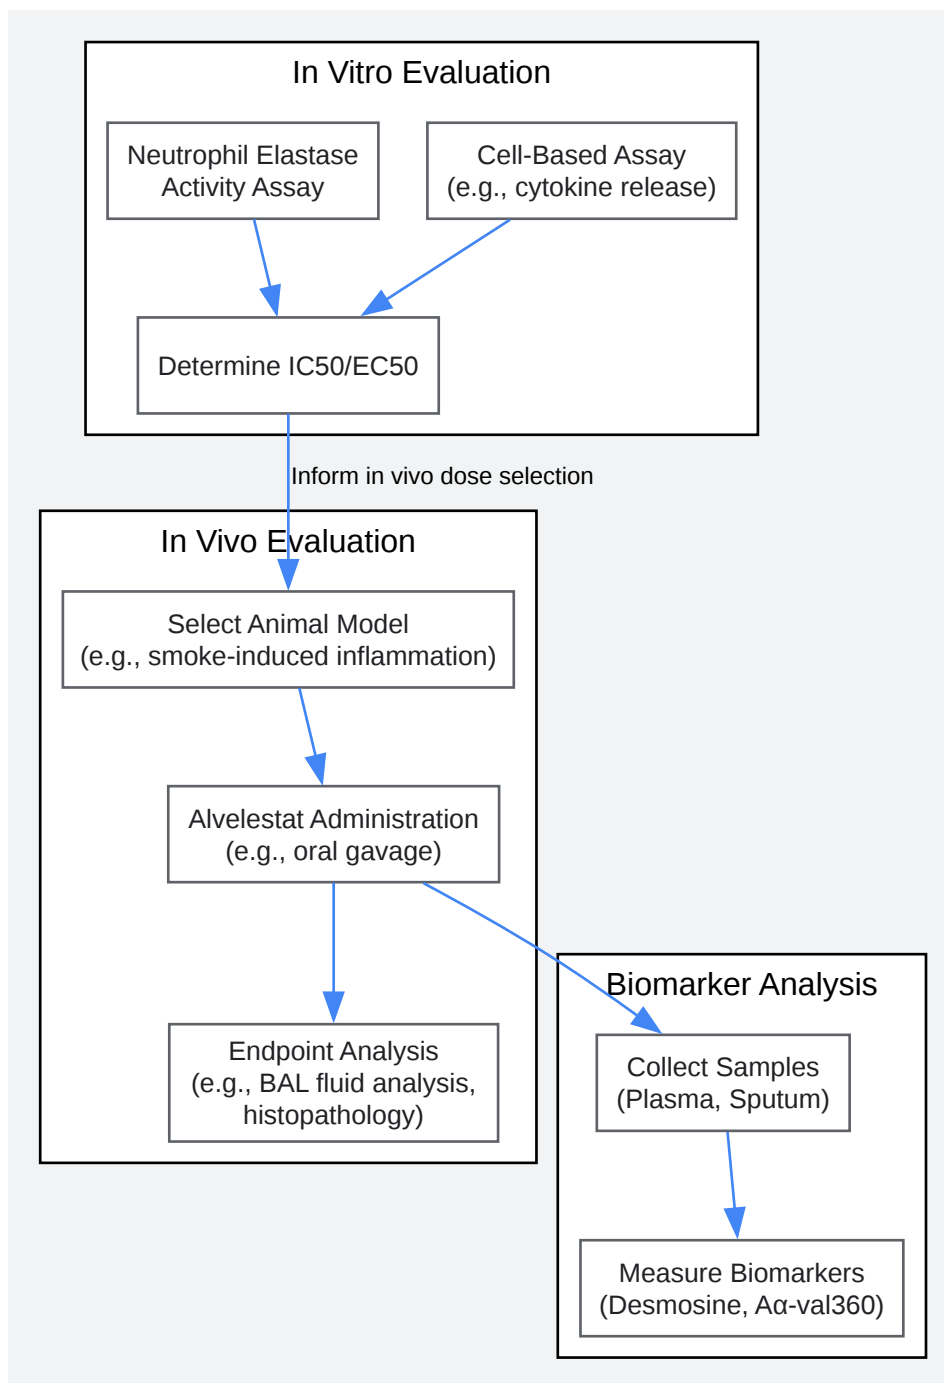 In Vitro Evaluation
Neutrophil Elastase
Activity Assay
Cell-Based Assay
(e.g., cytokine release)
Determine IC50/EC50
Inform in vivo dose selection
In Vivo Evaluation
Select Animal Model
(e.g., smoke-induced inflammation)
Alvelestat Administration
(e.g., oral gavage)
Endpoint Analysis
(e.g., BAL fluid analysis,
histopathology)
Biomarker Analysis
Collect Samples
(Plasma, Sputum)
Measure Biomarkers
(Desmosine, Aα-val360)